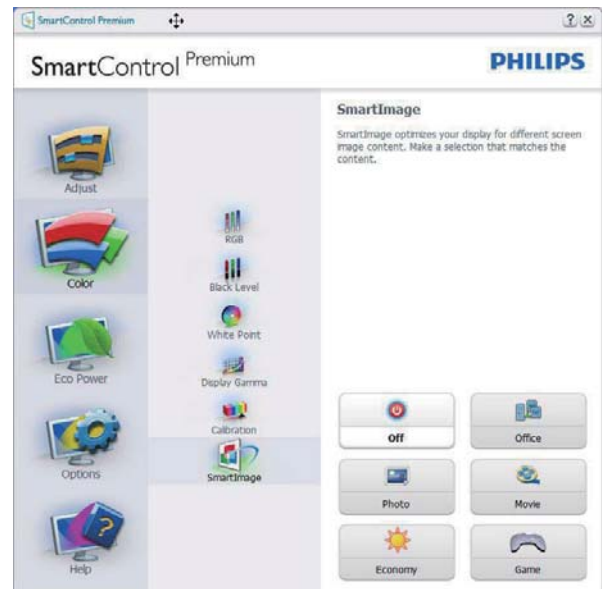 SmartControl Premium
SmartControl Premium
PHILIPS
Adjust
Color
Eco Power
Options
Help
RGB
Black Level
White Point
Display Gamma
Calibration
SmartImage
SmartImage
SmartImage optimizes your display for different screen
image content. Make a selection that matches the
content.
Off
Office
Photo
Movie
Economy
Game